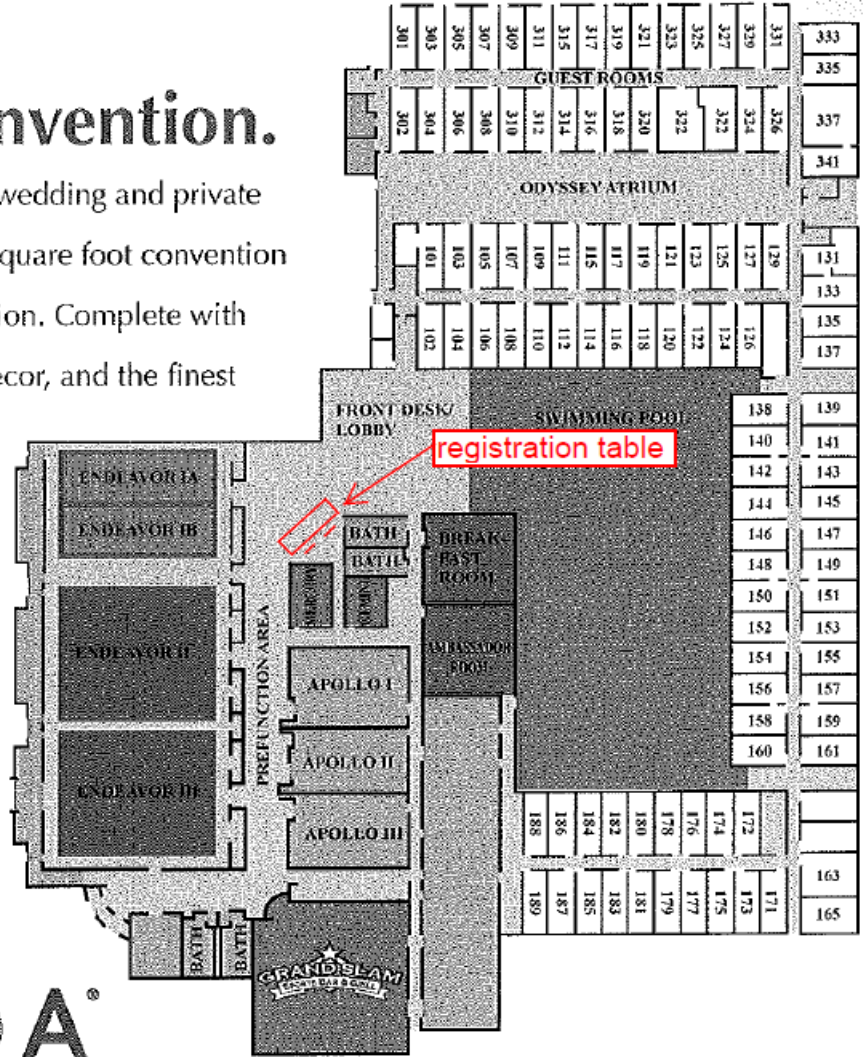 301 303 305 307 309 311 315 317 319 321 323 325 327 329 331
333
335
GUEST ROOMS
302 304 306 308 310 312 314 316 318 320 322 322 324 326
337
341
nvention.
wedding and private
quare foot convention
ion. Complete with
ecor, and the finest
ODYSSEY ATRIUM
101 103 105 107 109 111 115 117 119 121 123 125 127 129
131
133
135
137
102 104 106 108 110 112 114 116 118 120 122 124 126
FRONT DESK/
LOBBY
SWIMMING POOL
registration table
138 139
140 141
142 143
144 145
146 147
148 149
150 151
152 153
154 155
156 157
158 159
160 161
ENDEAVOR IA
ENDEAVOR IB
ENDEAVOR II
ENDEAVOR III
PREFUNCTION AREA
BATH
BATH
MERCURY
GEMINI
BREAK-
FAST
ROOM
AMBASSADOR
ROOM
APOLLO I
APOLLO II
APOLLO III
188 186 184 182 180 178 176 174 172
163
189 187 185 183 181 179 177 175 173 171
165
BATH
BATH
GRAND SLAM
SPORTS BAR & GRILL
A®